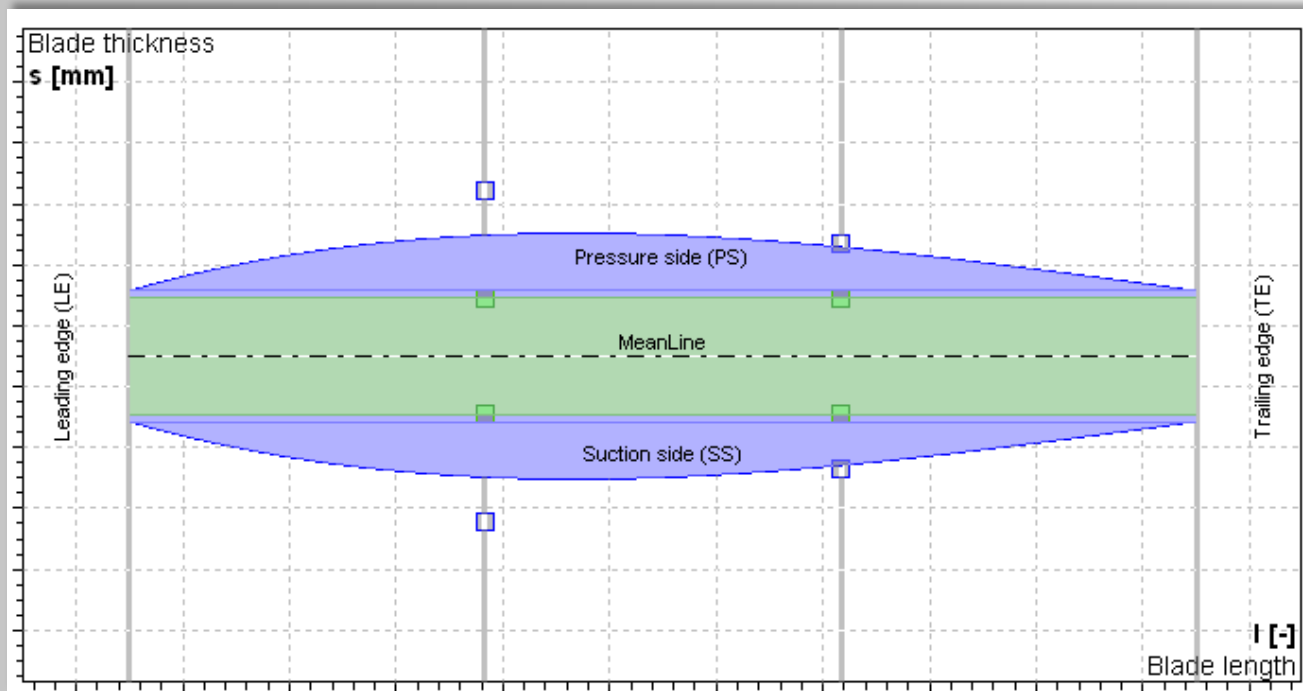 Blade thickness
s [mm]
Pressure side (PS)
Leading edge (LE)
MeanLine
Trailing edge (TE)
Suction side (SS)
l [-]
Blade length